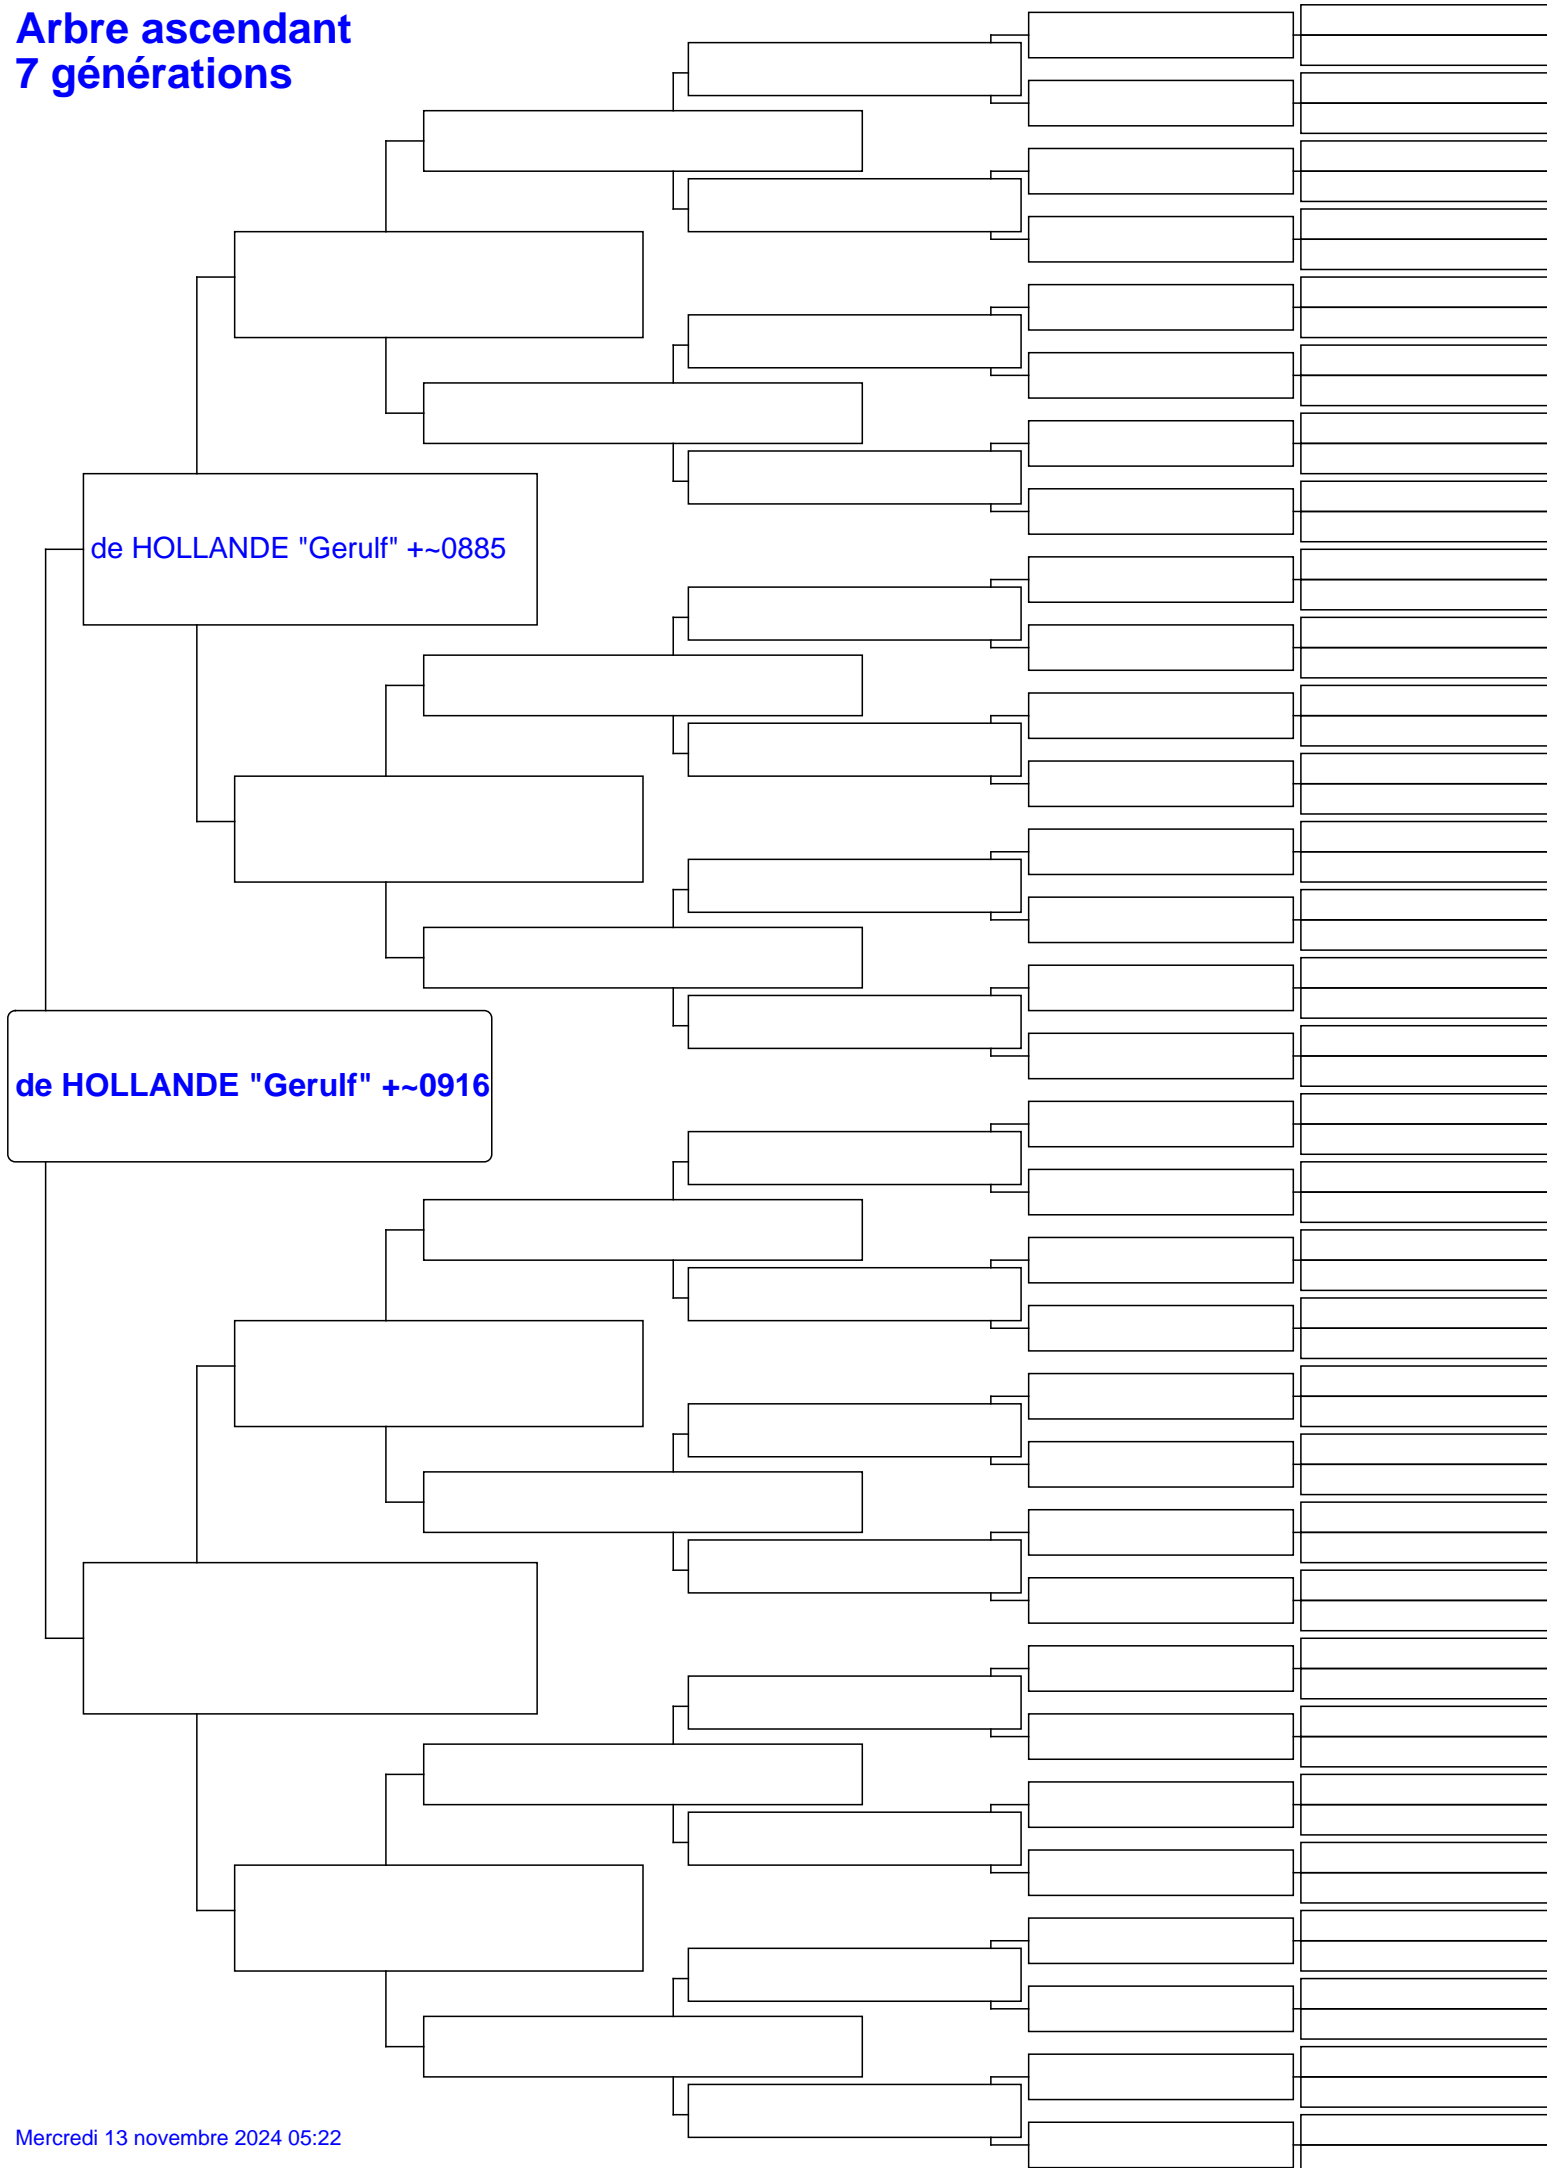 Arbre ascendant
7 générations
de HOLLANDE "Gerulf" +~0885
de HOLLANDE "Gerulf" +~0916
Mercredi 13 novembre 2024 05:22